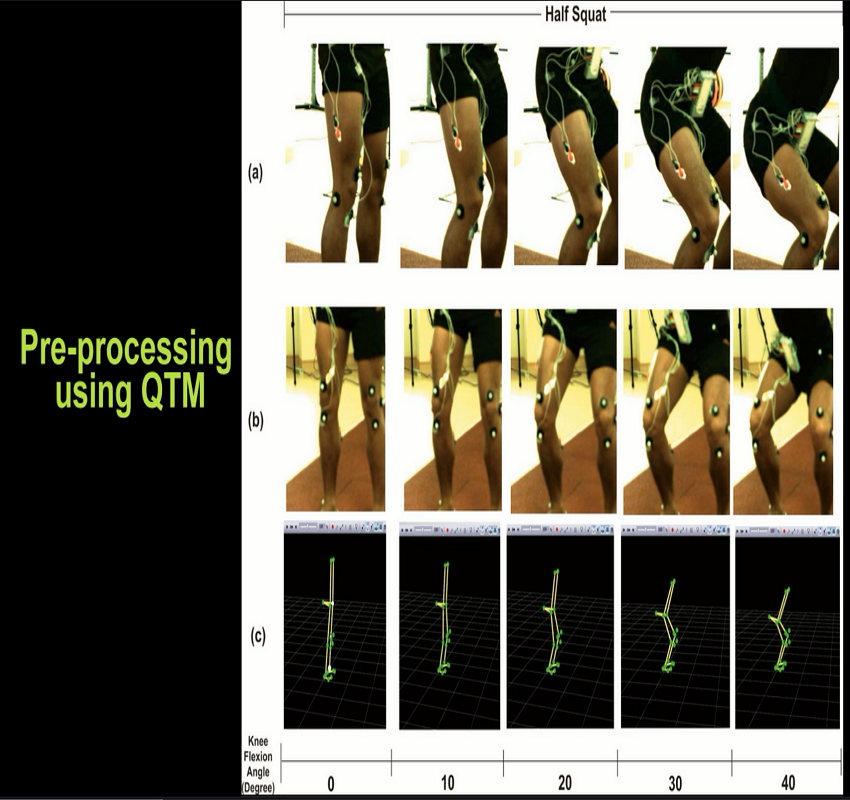 Half Squat
(a)
Pre-processing
using QTM
(b)
(c)
Knee
Flexion
Angle
(Degree)
0
10
20
30
40